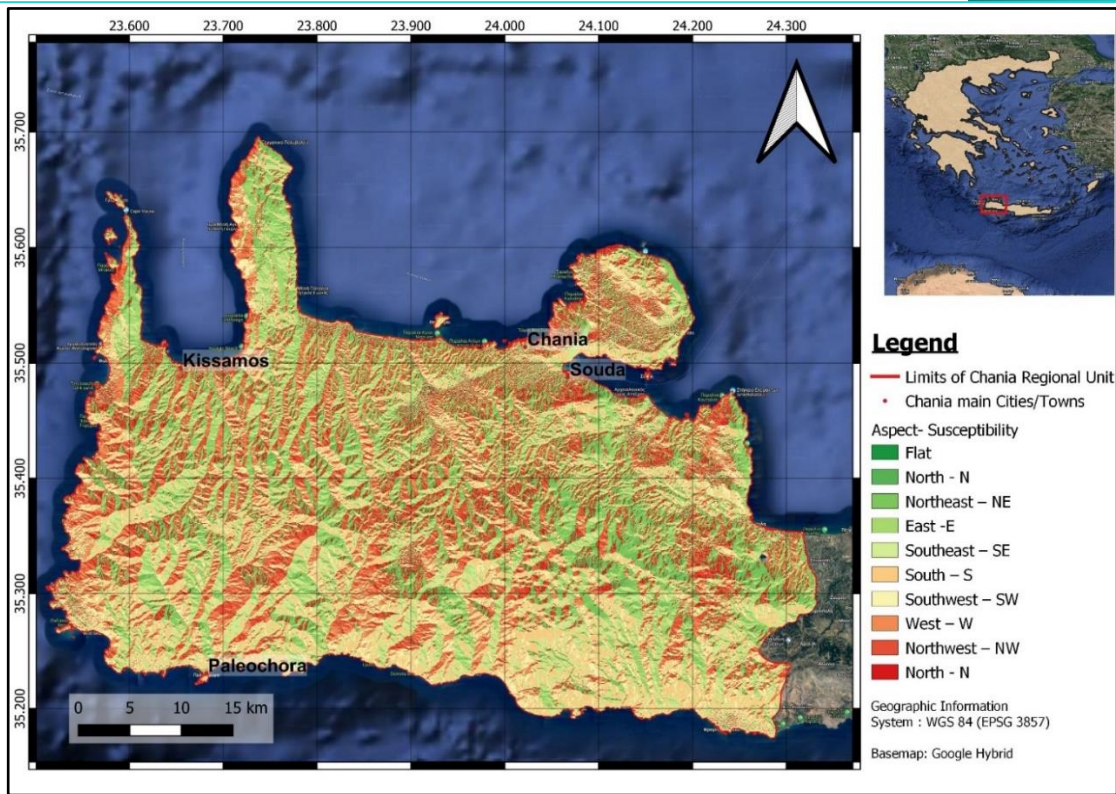 23.600 23.700 23.800 23.900 24.000 24.100 24.200 24.300
35.700
35.600
35.500
35.400
35.300
35.200
Kissamos
Chania
Souda
Paleochora
0 5 10 15 km
Legend
Limits of Chania Regional Unit
Chania main Cities/Towns
Aspect- Susceptibility
Flat
North - N
Northeast – NE
East -E
Southeast – SE
South – S
Southwest – SW
West – W
Northwest – NW
North - N
Geographic Information
System : WGS 84 (EPSG 3857)
Basemap: Google Hybrid